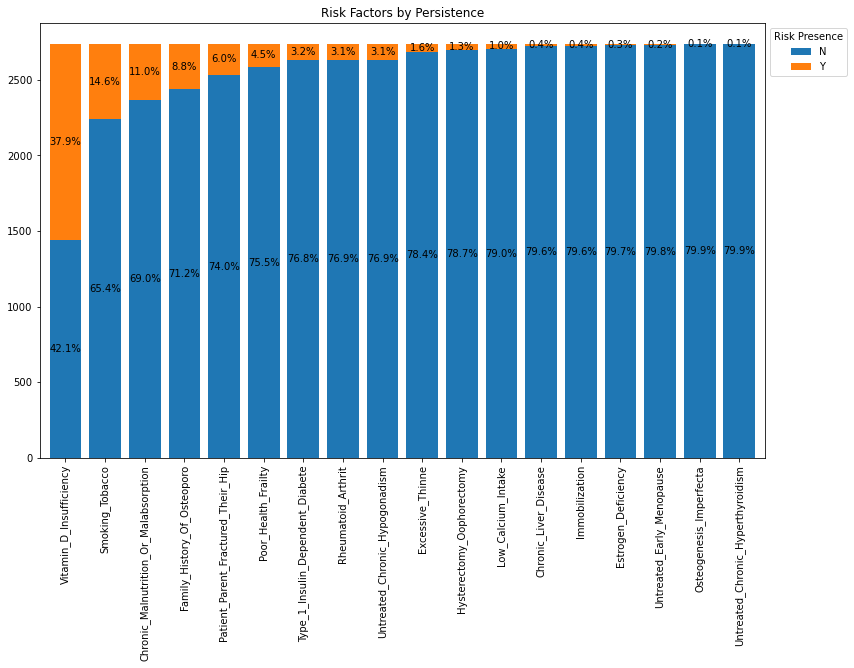 Risk Factors by Persistence
Risk Presence
N
Y
2500
2000
1500
1000
500
0
37.9%
14.6%
11.0%
8.8%
6.0%
4.5%
3.2%
3.1%
3.1%
1.6%
1.3%
1.0%
0.4%
0.4%
0.3%
0.2%
0.1%
0.1%
42.1%
65.4%
69.0%
71.2%
74.0%
75.5%
76.8%
76.9%
76.9%
78.4%
78.7%
79.0%
79.6%
79.6%
79.7%
79.8%
79.9%
79.9%
Vitamin_D_Insufficiency
Smoking_Tobacco
Chronic_Malnutrition_Or_Malabsorption
Family_History_Of_Osteoporo
Patient_Parent_Fractured_Their_Hip
Poor_Health_Frailty
Type_1_Insulin_Dependent_Diabete
Rheumatoid_Arthrit
Untreated_Chronic_Hypogonadism
Excessive_Thinne
Hysterectomy_Oophorectomy
Low_Calcium_Intake
Chronic_Liver_Disease
Immobilization
Estrogen_Deficiency
Untreated_Early_Menopause
Osteogenesis_Imperfecta
Untreated_Chronic_Hyperthyroidism